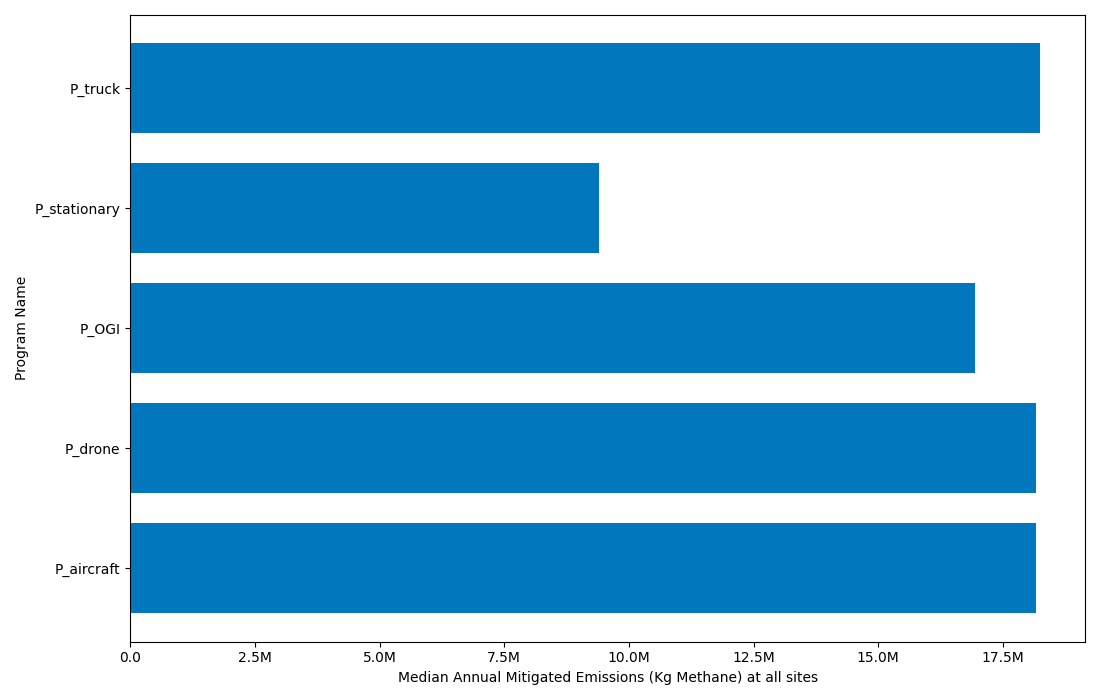 P_truck
P_stationary
P_OGI
P_drone
P_aircraft
Program Name
0.0 2.5M 5.0M 7.5M 10.0M 12.5M 15.0M 17.5M
Median Annual Mitigated Emissions (Kg Methane) at all sites